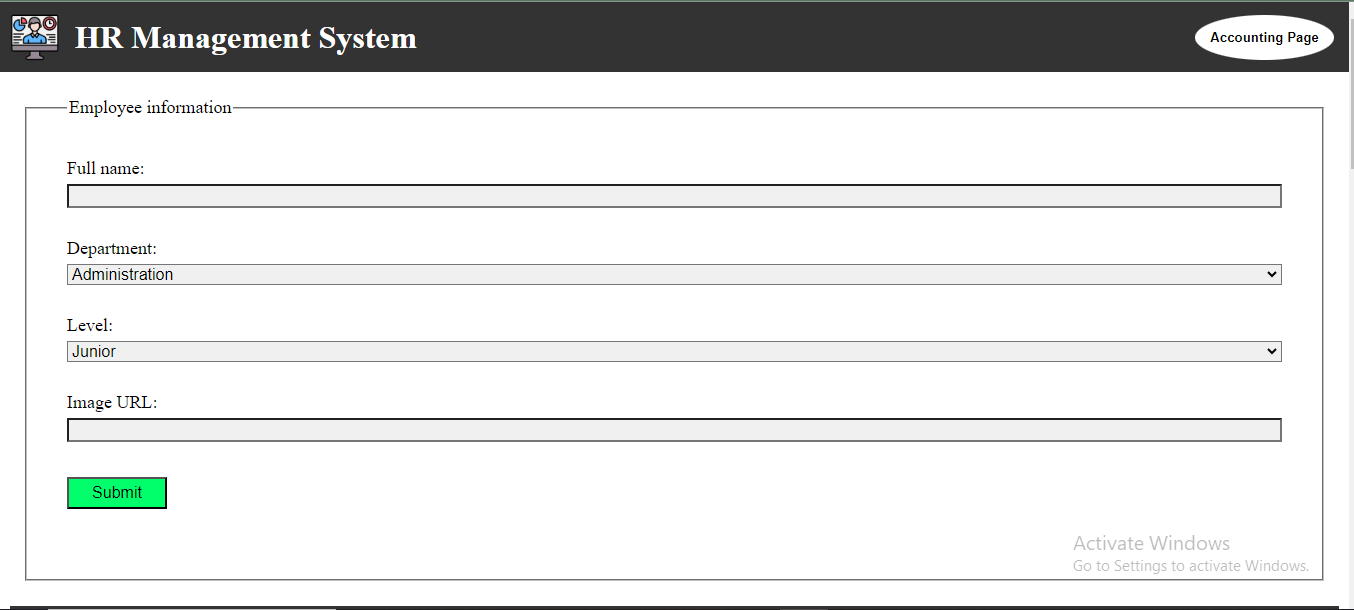 HR Management System
Accounting Page
Employee information
Full name:
Department:
Administration
Level:
Junior
Image URL:
Submit
Activate Windows
Go to Settings to activate Windows.